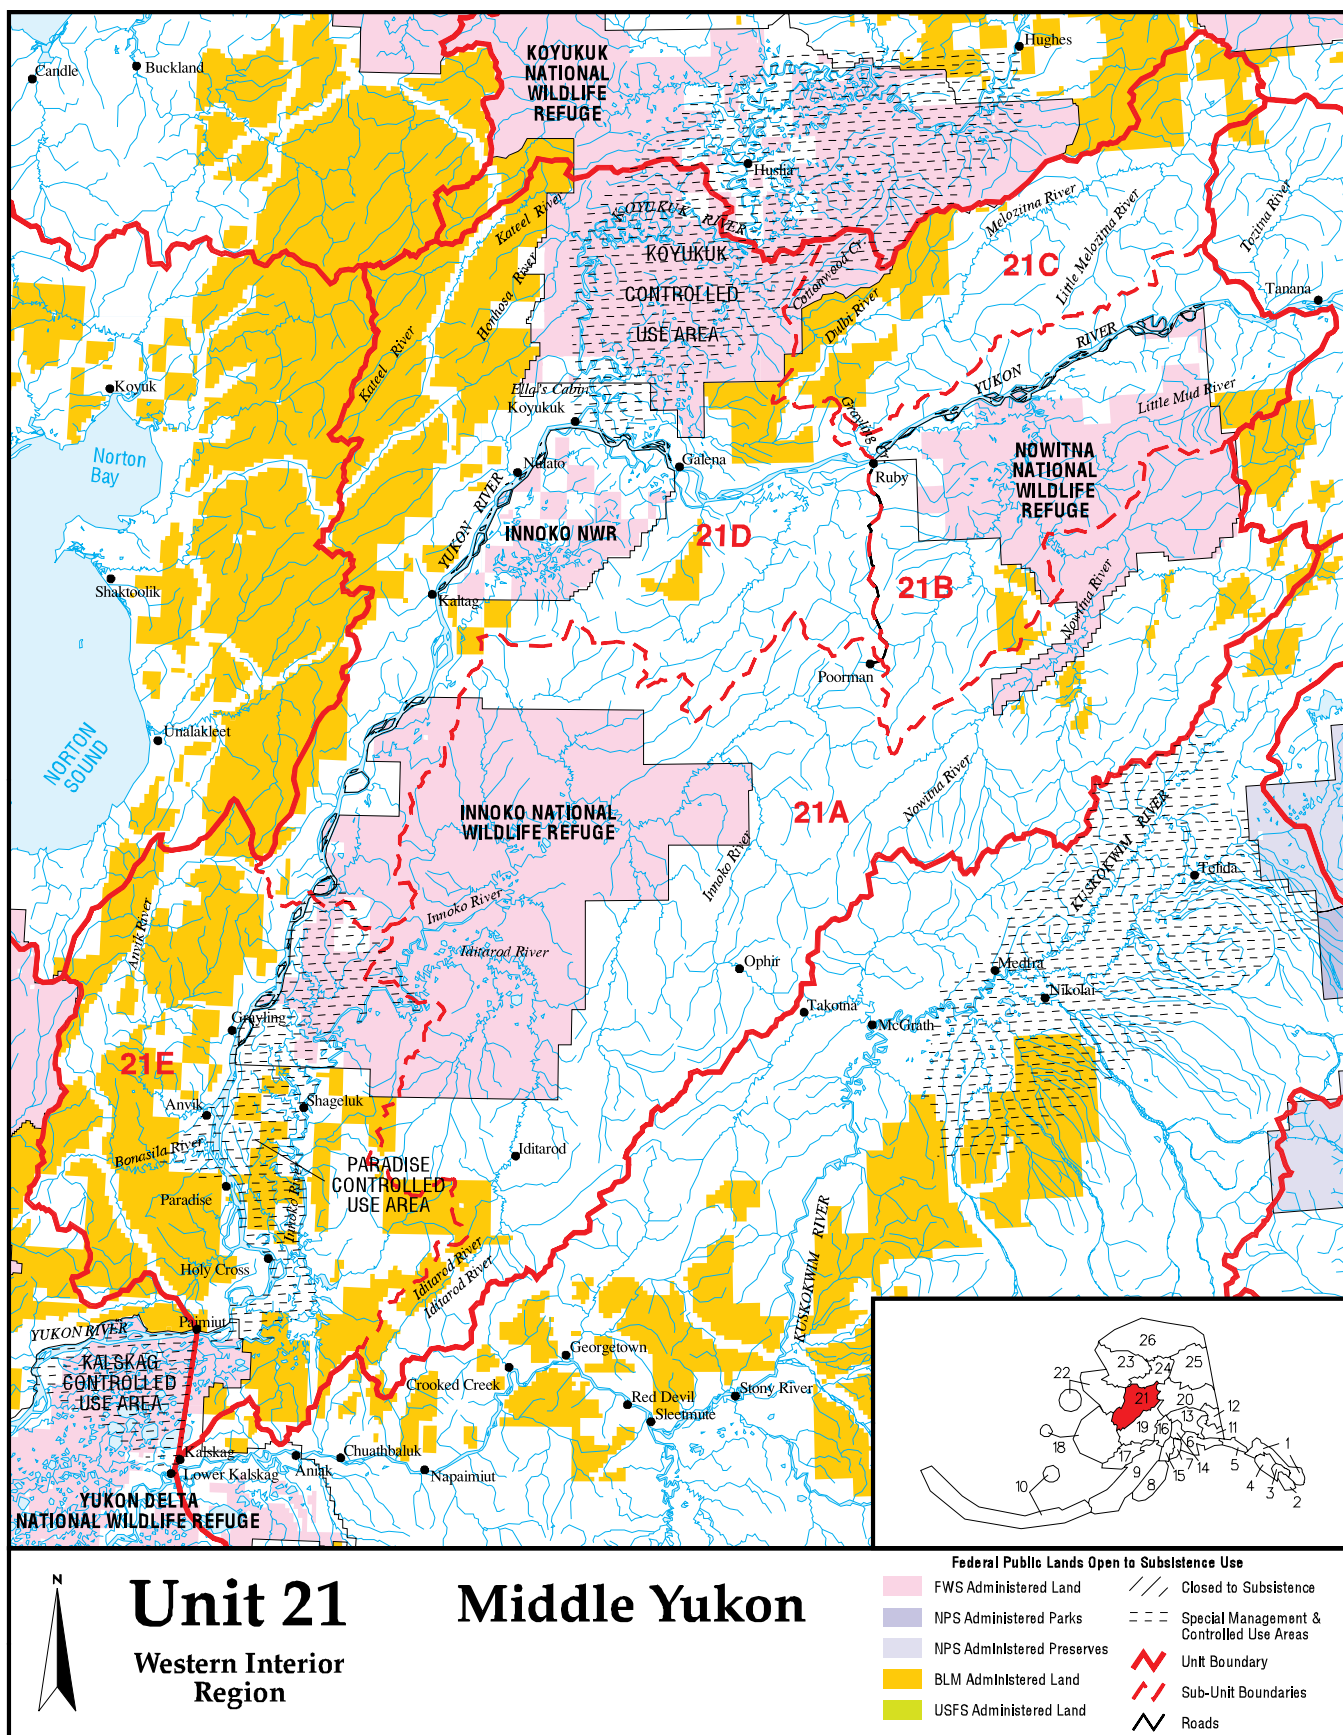 Candle
Buckland
Hughes
KOYUKUK
NATIONAL
WILDLIFE
REFUGE
Huslia
KOYUKUK RIVER
Kateel River
Honhosa River
Kateel River
KOYUKUK
CONTROLLED
USE AREA
Cottonwood Cr.
Dulbi River
Melozitna River
Little Melozitna River
Tozitna River
21C
Tanana
YUKON RIVER
Little Mud River
Koyuk
Ella's Cabin
Koyukuk
Grayling Cr.
Norton
Bay
Nulato
Galena
Ruby
NOWITNA
NATIONAL
WILDLIFE
REFUGE
YUKON RIVER
INNOKO NWR
21D
21B
Shaktoolik
Kaltag
Nowitna River
Poorman
Unalakleet
NORTON
SOUND
INNOKO NATIONAL
WILDLIFE REFUGE
21A
Nowitna River
KUSKOKWIM RIVER
Telida
Innoko River
Innoko River
Anvik River
Iditarod River
Ophir
Medfra
Nikolai
Takotna
McGrath
Grayling
21E
Anvik
Shageluk
Bonasila River
Iditarod
PARADISE
CONTROLLED
USE AREA
Paradise
Innoko River
Holy Cross
Iditarod River
Iditarod River
KUSKOKWIM RIVER
Paimiut
YUKON RIVER
KALSKAG
CONTROLLED
USE AREA
Georgetown
Crooked Creek
Red Devil
Sleetmute
Stony River
Kalskag
Lower Kalskag
Aniak
Chuathbaluk
Napaimiut
YUKON DELTA
NATIONAL WILDLIFE REFUGE
26
23
24
25
22
21
20
12
13
11
19
16
18
6
17
9
8
15
7
14
5
10
4
3
1
2
N
Unit 21
Western Interior
Region
Middle Yukon
Federal Public Lands Open to Subsistence Use
FWS Administered Land
NPS Administered Parks
NPS Administered Preserves
BLM Administered Land
USFS Administered Land
Closed to Subsistence
Special Management &
Controlled Use Areas
Unit Boundary
Sub-Unit Boundaries
Roads